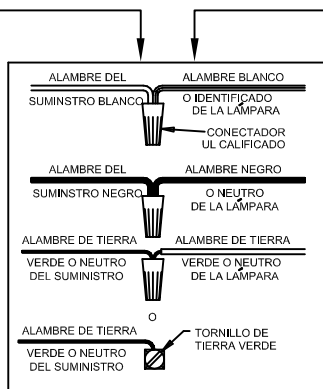 ALAMBRE DEL
SUMINSTRO BLANCO
ALAMBRE BLANCO
O IDENTIFICADO
DE LA LÁMPARA
CONECTADOR
UL CALIFICADO
ALAMBRE DEL
SUMINSTRO NEGRO
ALAMBRE NEGRO
O NEUTRO
DE LA LÁMPARA
ALAMBRE DE TIERRA
VERDE O NEUTRO
DEL SUMINISTRO
ALAMBRE DE TIERRA
VERDE O NEUTRO
DE LA LÁMPARA
O
ALAMBRE DE TIERRA
VERDE O NEUTRO
DEL SUMINISTRO
TORNILLO DE
TIERRA VERDE